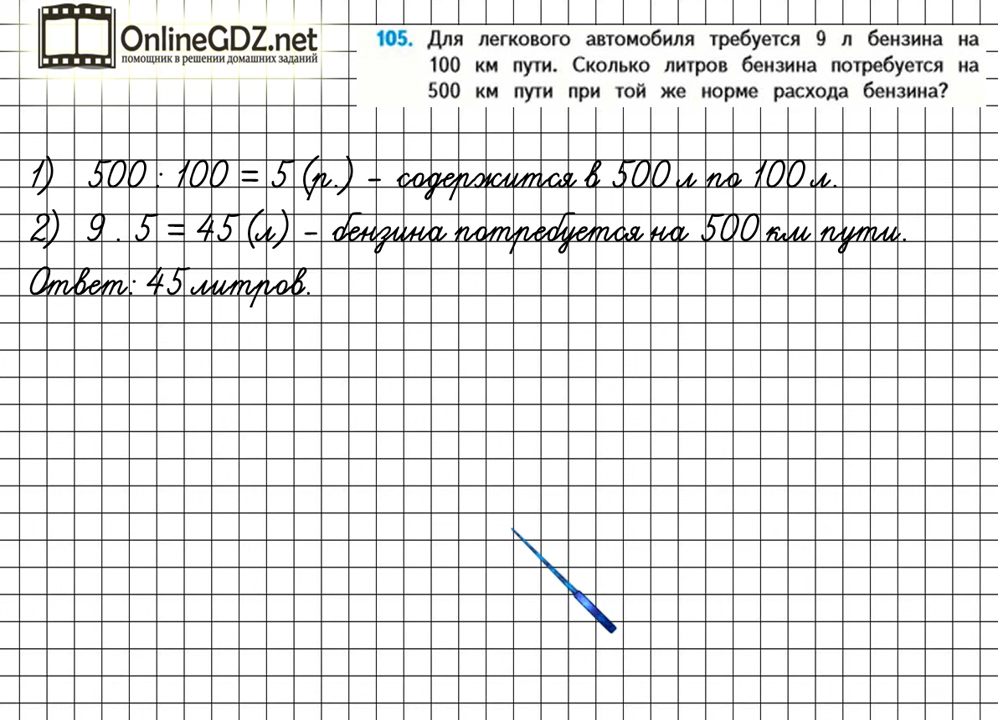 OnlineGDZ.net
помощник в решении домашних заданий
105. Для легкового автомобиля требуется 9 л бензина на
100 км пути. Сколько литров бензина потребуется на
500 км пути при той же норме расхода бензина?
1) 500 : 100 = 5 (р.) – содержится в 500 л по 100 л.
2) 9 . 5 = 45 (л) – бензина потребуется на 500 км пути.
Ответ: 45 литров.